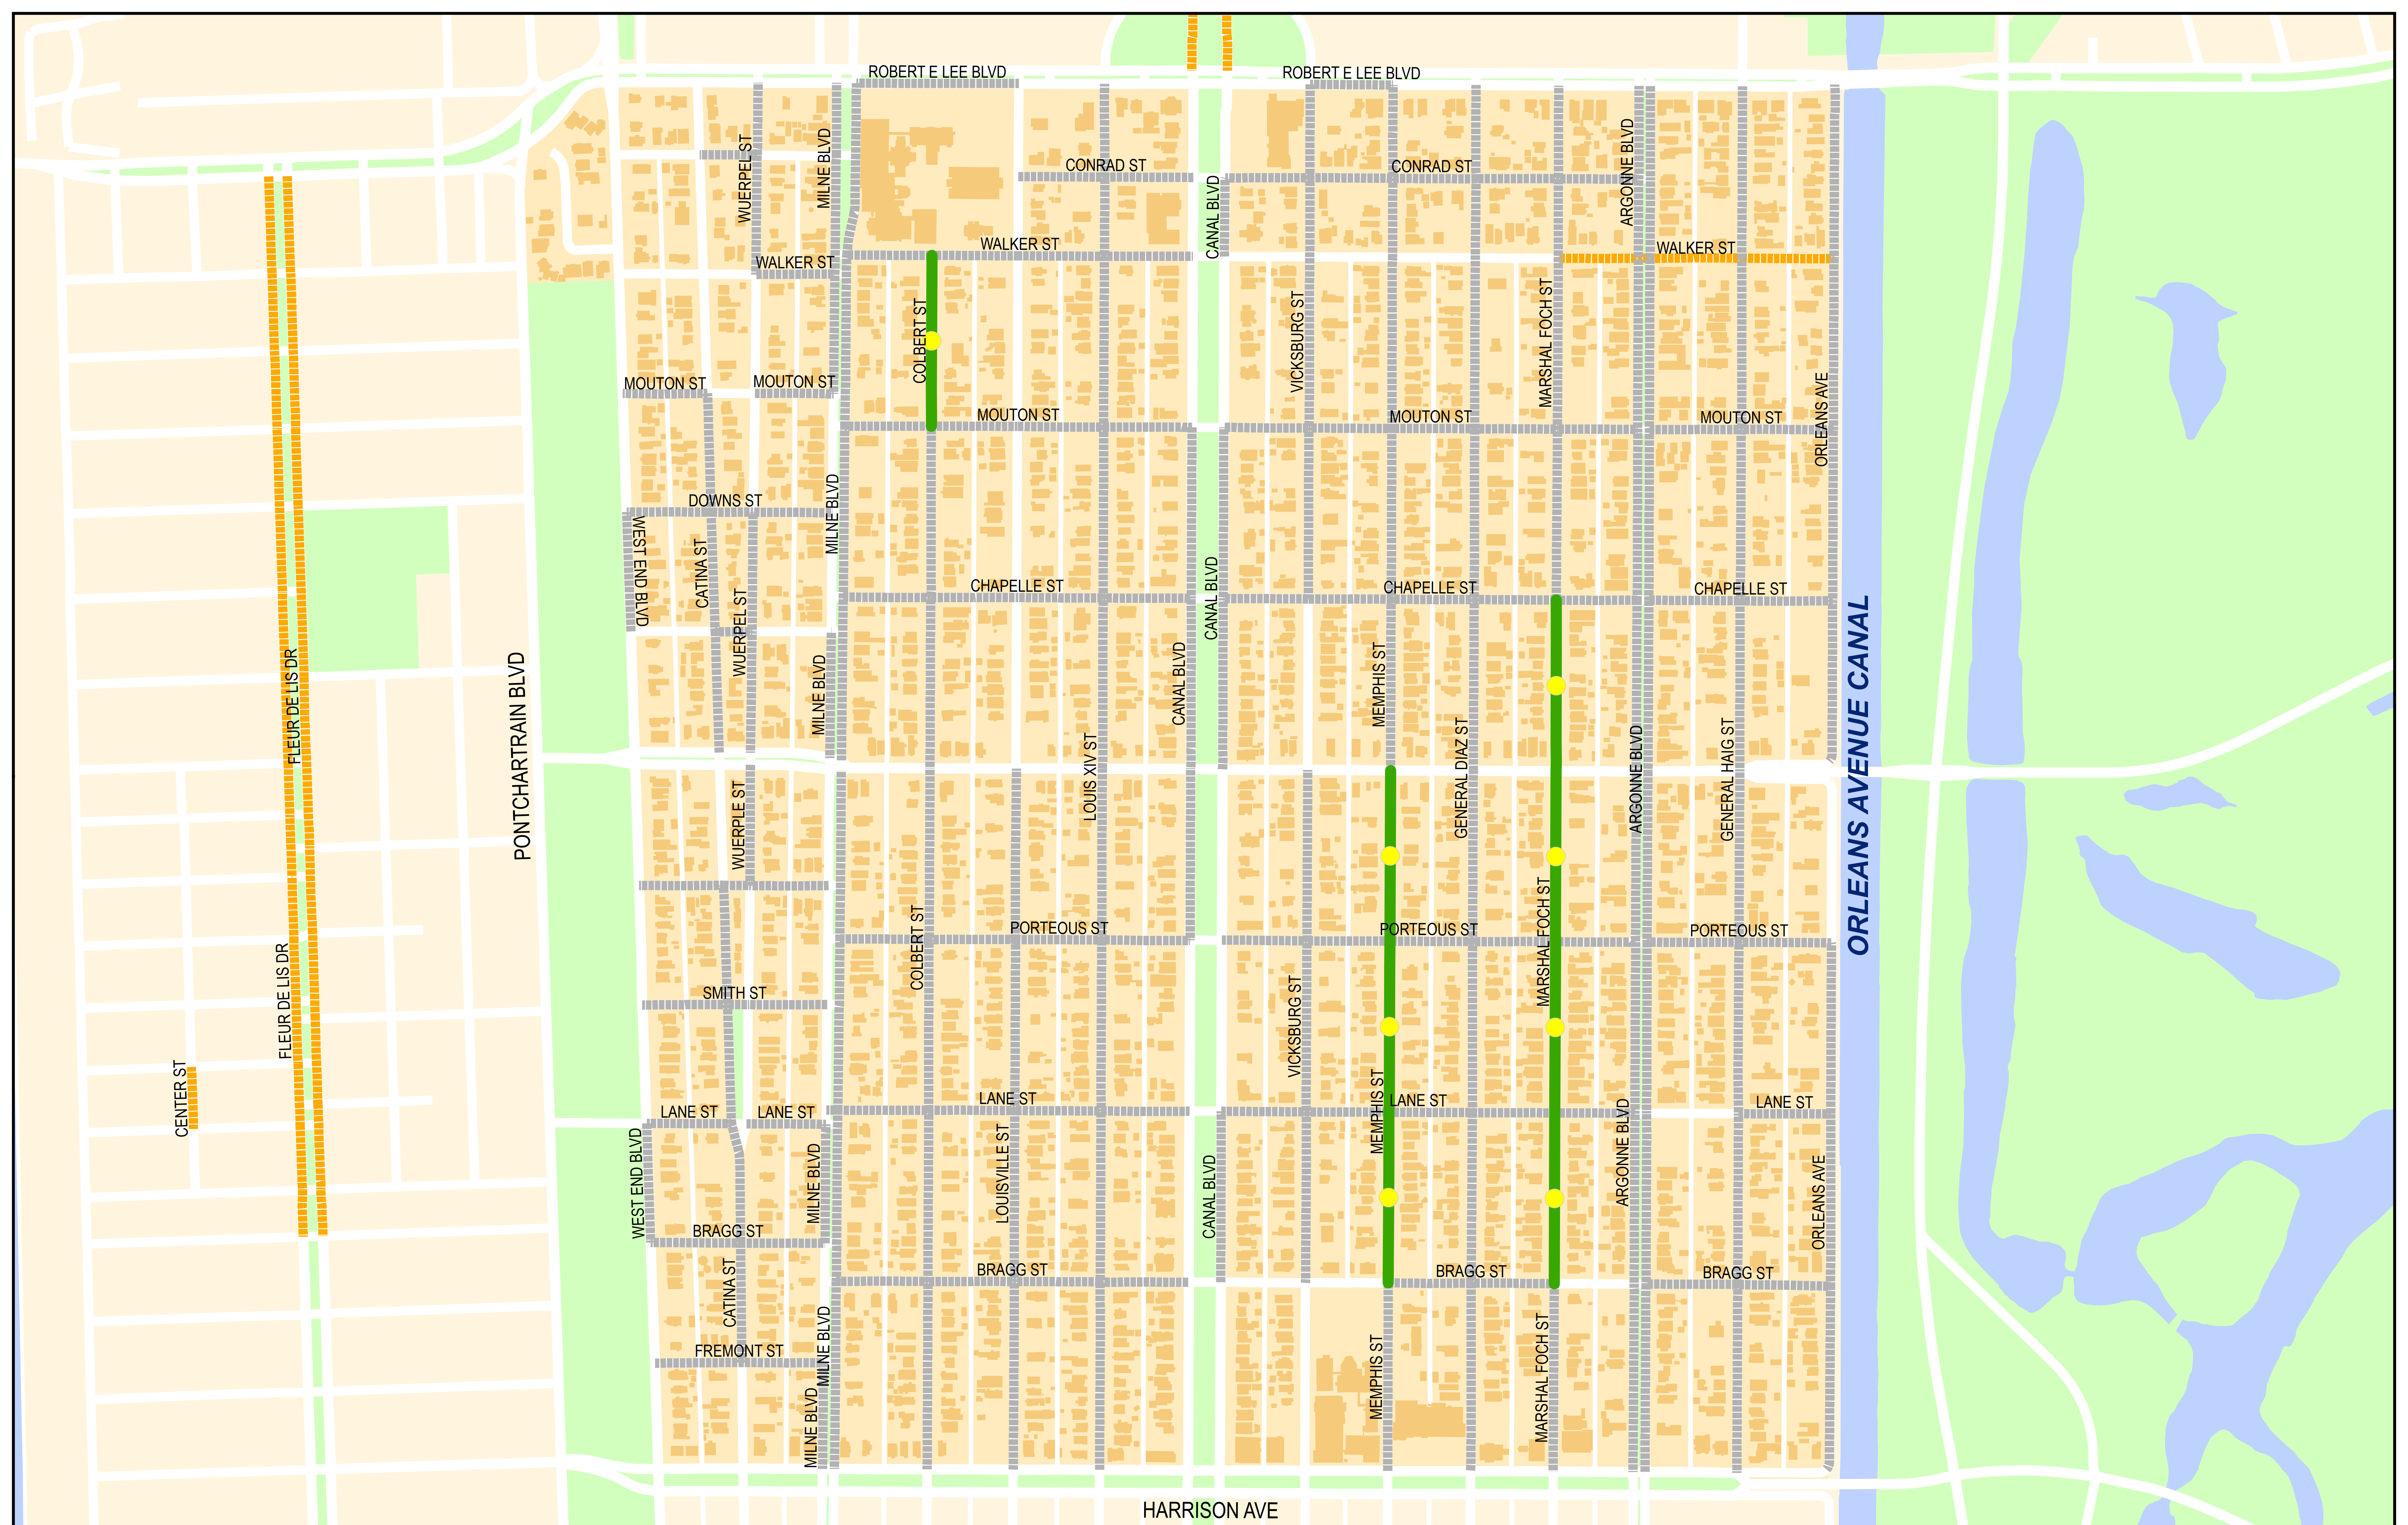 ROBERT E LEE BLVD
ROBERT E LEE BLVD
WUERPEL ST
MILNE BLVD
CONRAD ST
CONRAD ST
ARGONNE BLVD
CANAL BLVD
WALKER ST
WALKER ST
WALKER ST
COLBERT ST
VICKSBURG ST
MARSHAL FOCH ST
MOUTON ST
MOUTON ST
MOUTON ST
MOUTON ST
MOUTON ST
ORLEANS AVE
DOWNS ST
MILNE BLVD
WEST END BLVD
CATINA ST
WUERPEL ST
CHAPELLE ST
CHAPELLE ST
CHAPELLE ST
CANAL BLVD
FLEUR DE LIS DR
PONTCHARTRAIN BLVD
MILNE BLVD
CANAL BLVD
MEMPHIS ST
ORLEANS AVENUE CANAL
LOUIS XIV ST
GENERAL DIAZ ST
ARGONNE BLVD
GENERAL HAIG ST
WUERPLE ST
COLBERT ST
PORTEOUS ST
PORTEOUS ST
PORTEOUS ST
MARSHAL FOCH ST
FLEUR DE LIS DR
SMITH ST
VICKSBURG ST
CENTER ST
LANE ST
LANE ST
LANE ST
LANE ST
LANE ST
MEMPHIS ST
WEST END BLVD
MILNE BLVD
LOUISVILLE ST
CANAL BLVD
ARGONNE BLVD
ORLEANS AVE
BRAGG ST
BRAGG ST
BRAGG ST
BRAGG ST
CATINA ST
MILNE BLVD
FREMONT ST
MEMPHIS ST
MARSHAL FOCH ST
MILNE BLVD
HARRISON AVE